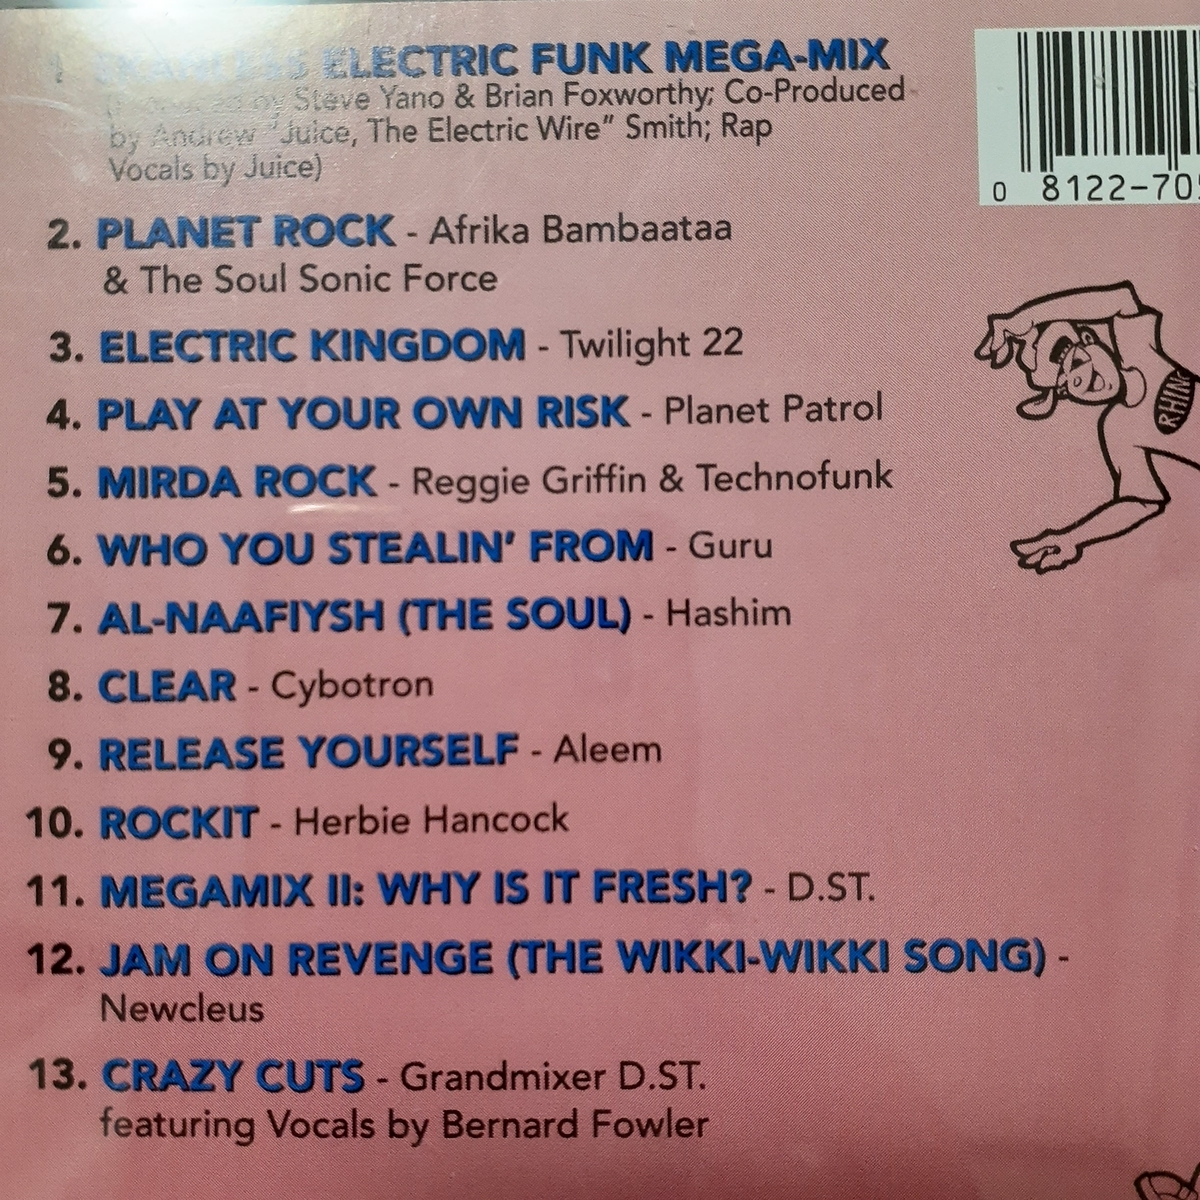 1. SKANLESS ELECTRIC FUNK MEGA-MIX
(Produced by Steve Yano & Brian Foxworthy; Co-Produced
by Andrew "Juice, The Electric Wire" Smith; Rap
Vocals by Juice)
0 8122-70
2. PLANET ROCK - Afrika Bambaataa
& The Soul Sonic Force
3. ELECTRIC KINGDOM - Twilight 22
4. PLAY AT YOUR OWN RISK - Planet Patrol
RHINO
5. MIRDA ROCK - Reggie Griffin & Technofunk
6. WHO YOU STEALIN' FROM - Guru
7. AL-NAAFIYSH (THE SOUL) - Hashim
8. CLEAR - Cybotron
9. RELEASE YOURSELF - Aleem
10. ROCKIT - Herbie Hancock
11. MEGAMIX II: WHY IS IT FRESH? - D.ST.
12. JAM ON REVENGE (THE WIKKI-WIKKI SONG) -
Newcleus
13. CRAZY CUTS - Grandmixer D.ST.
featuring Vocals by Bernard Fowler